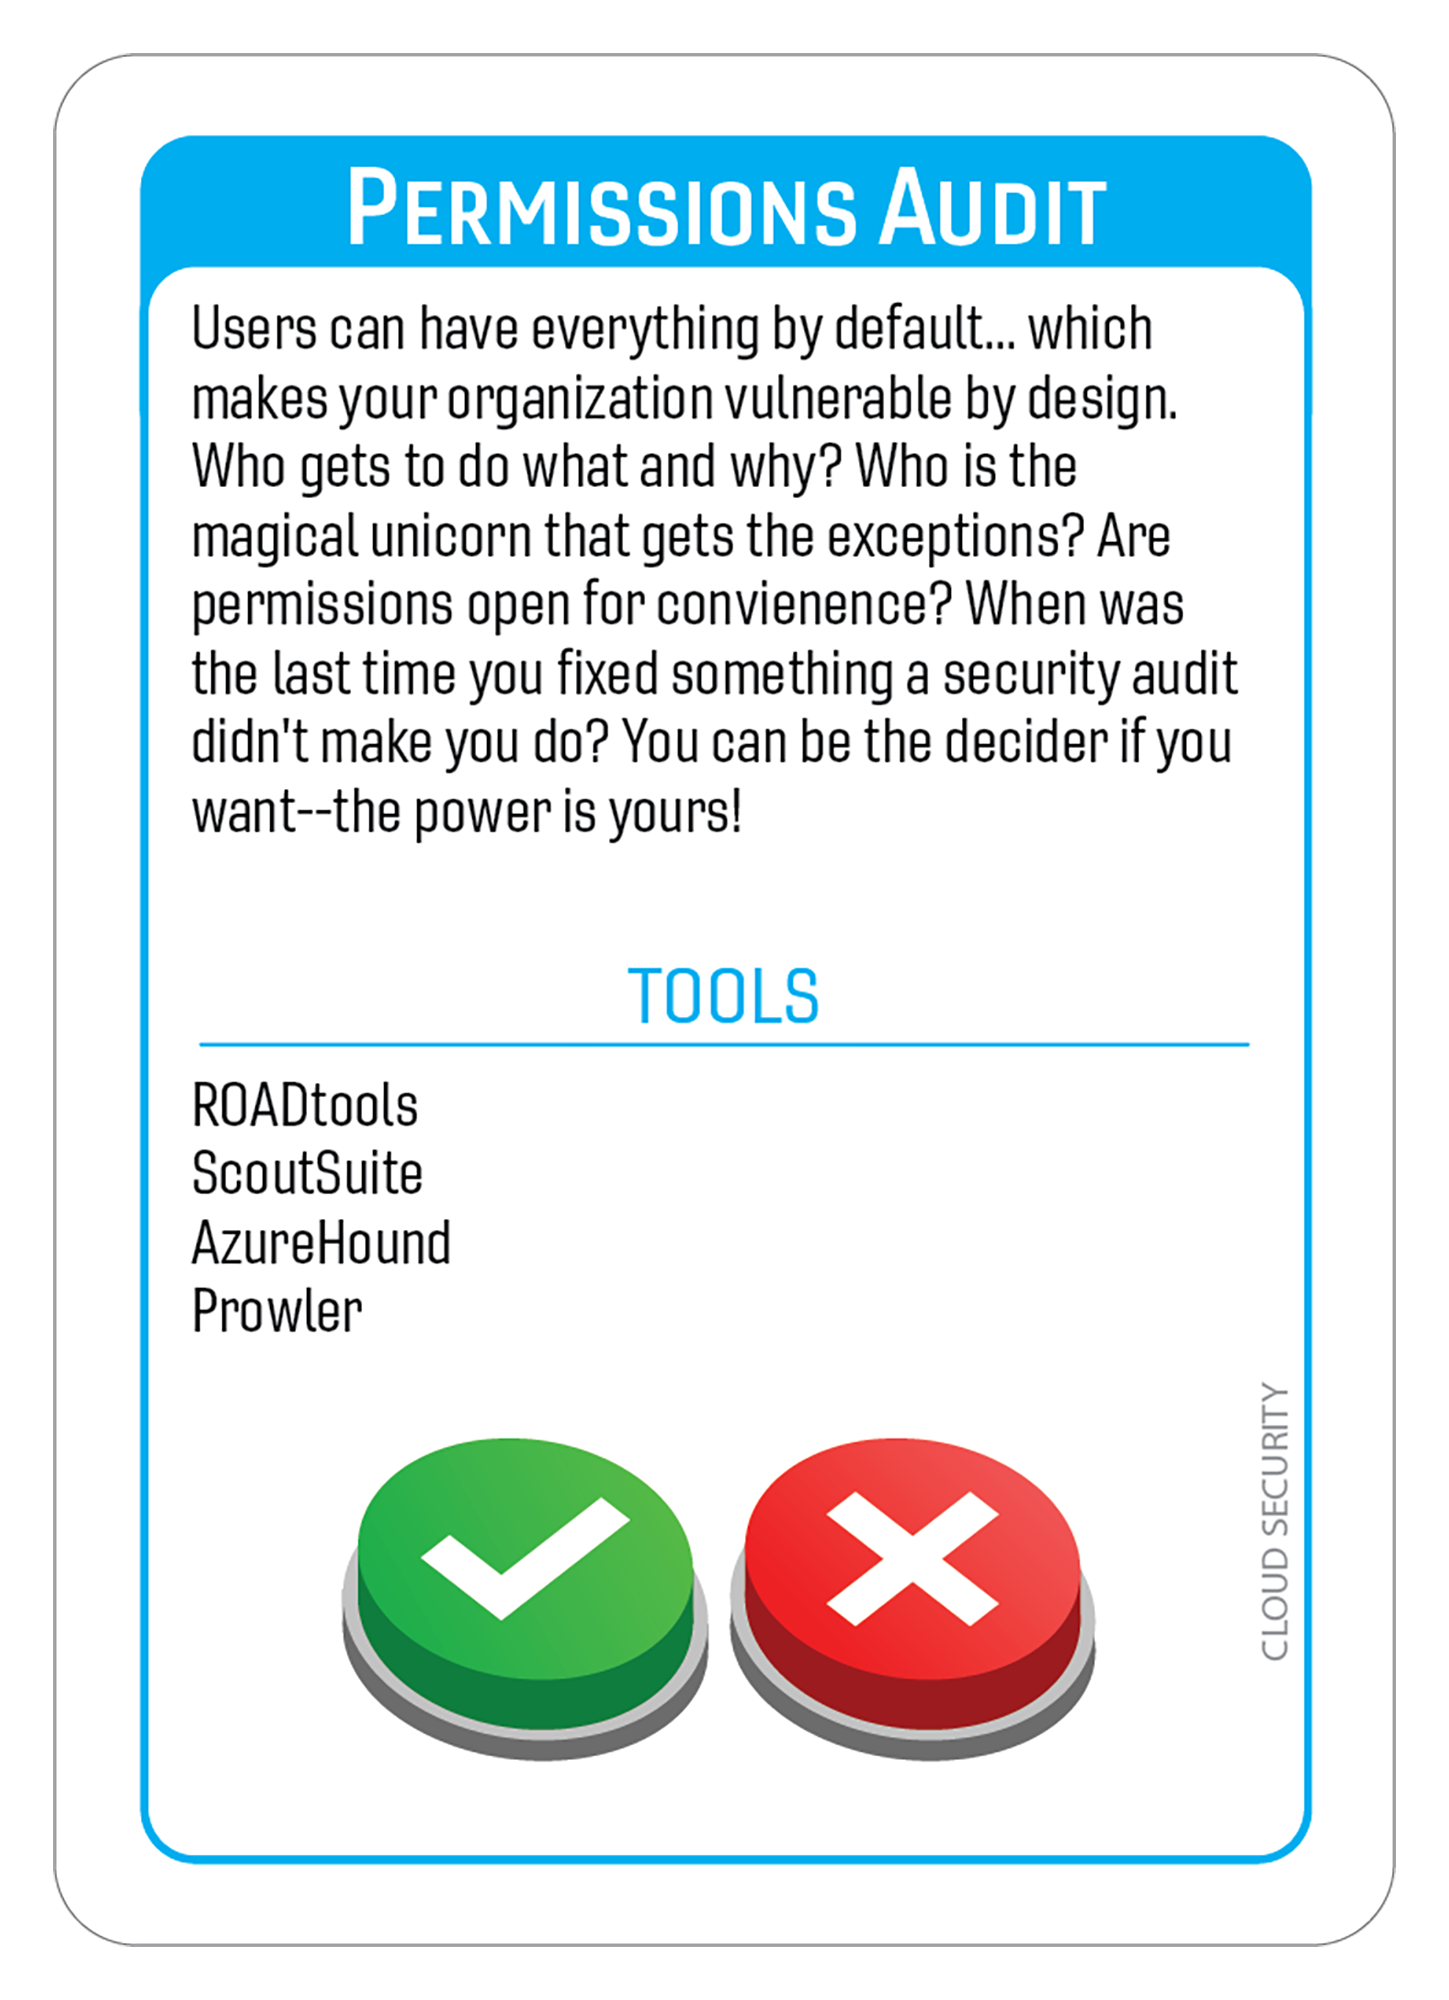 PERMISSIONS AUDIT
Users can have everything by default... which
makes your organization vulnerable by design.
Who gets to do what and why? Who is the
magical unicorn that gets the exceptions? Are
permissions open for convienence? When was
the last time you fixed something a security audit
didn't make you do? You can be the decider if you
want--the power is yours!
TOOLS
ROADtools
ScoutSuite
AzureHound
Prowler
CLOUD SECURITY